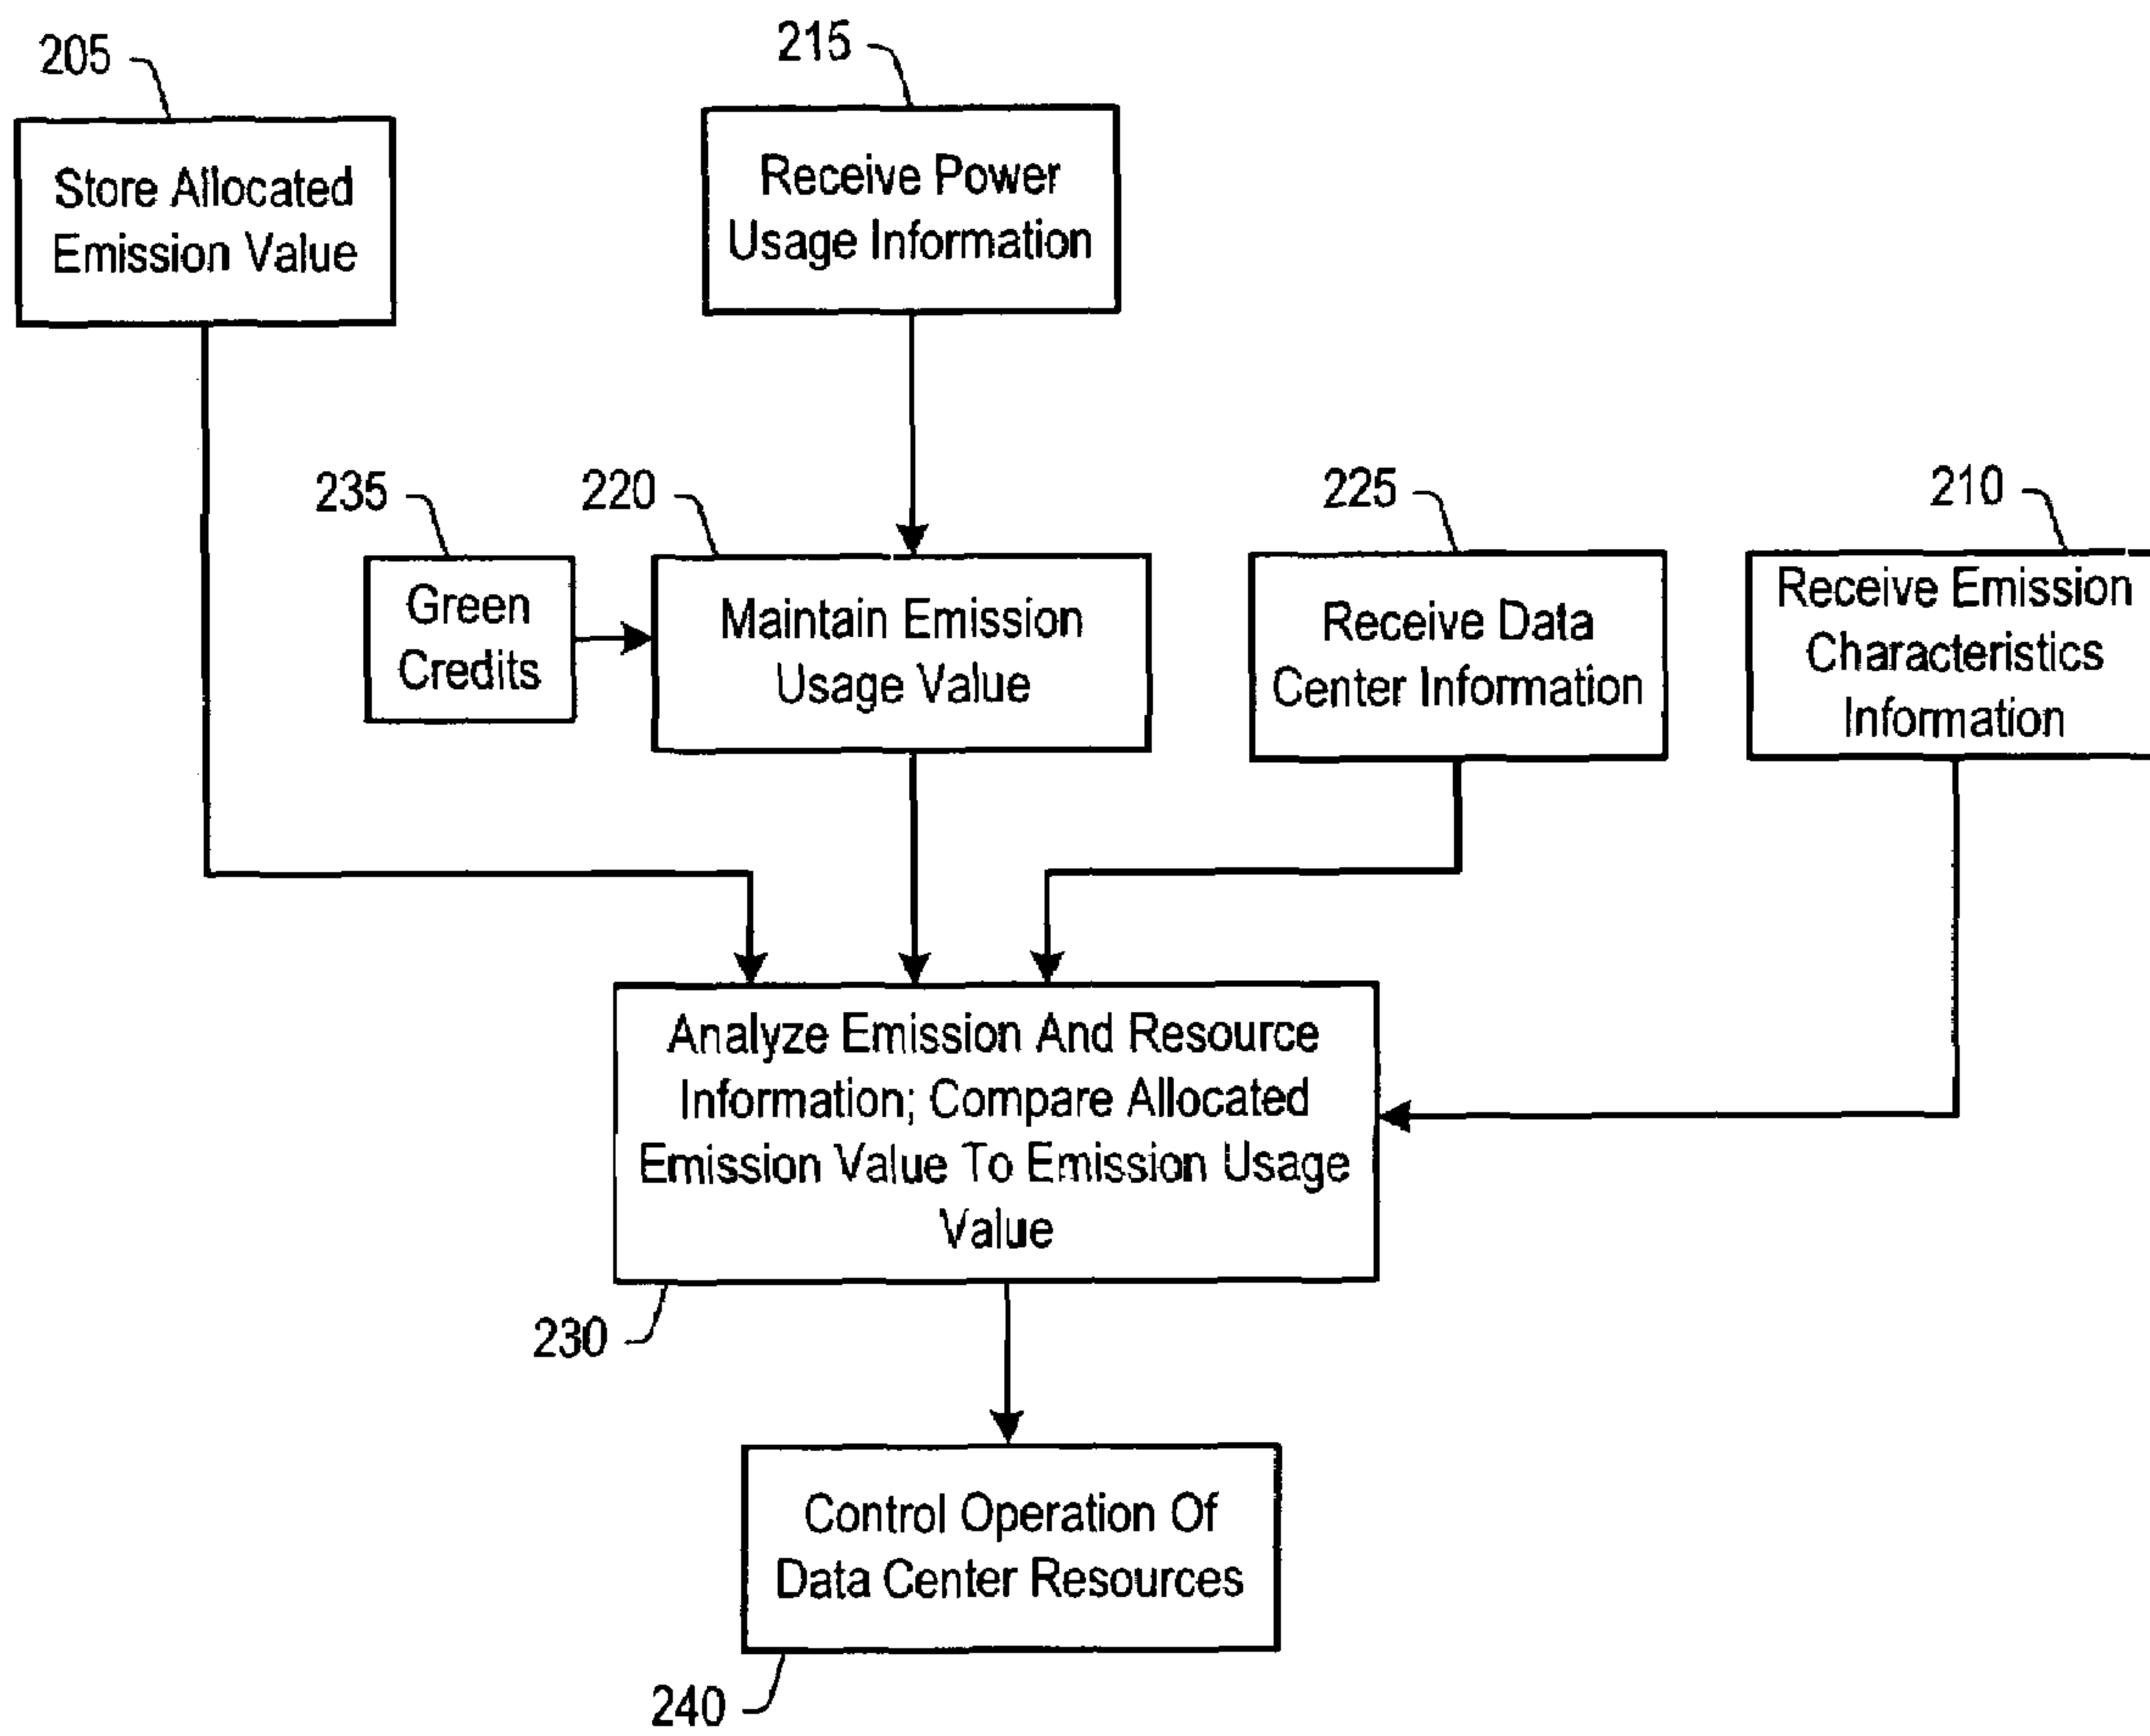 205
Store Allocated
Emission Value
215
Receive Power
Usage Information
235
Green
Credits
220
Maintain Emission
Usage Value
225
Receive Data
Center Information
210
Receive Emission
Characteristics
Information
Analyze Emission And Resource
Information; Compare Allocated
Emission Value To Emission Usage
Value
230
Control Operation Of
Data Center Resources
240